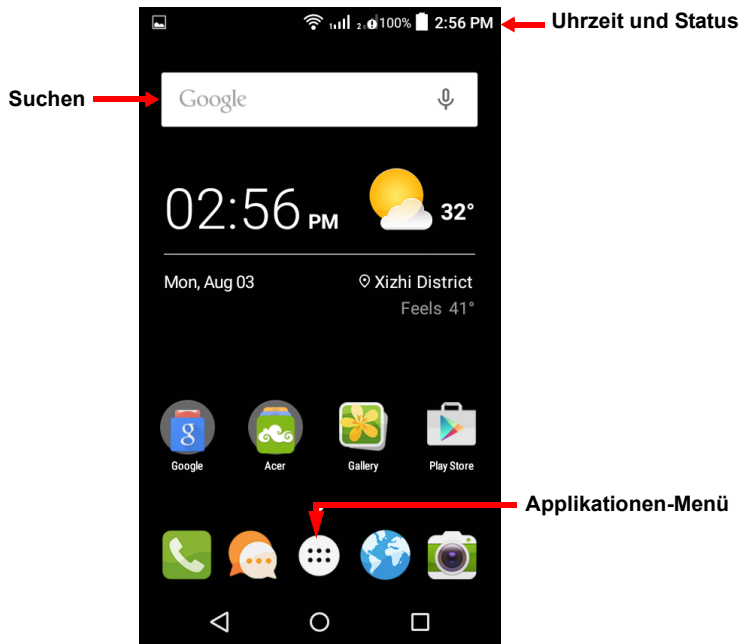 100% 2:56 PM
Uhrzeit und Status
Suchen
Google
02:56 PM
32°
Mon, Aug 03
Xizhi District
Feels 41°
g
Google
Acer
Gallery
Play Store
Applikationen-Menü